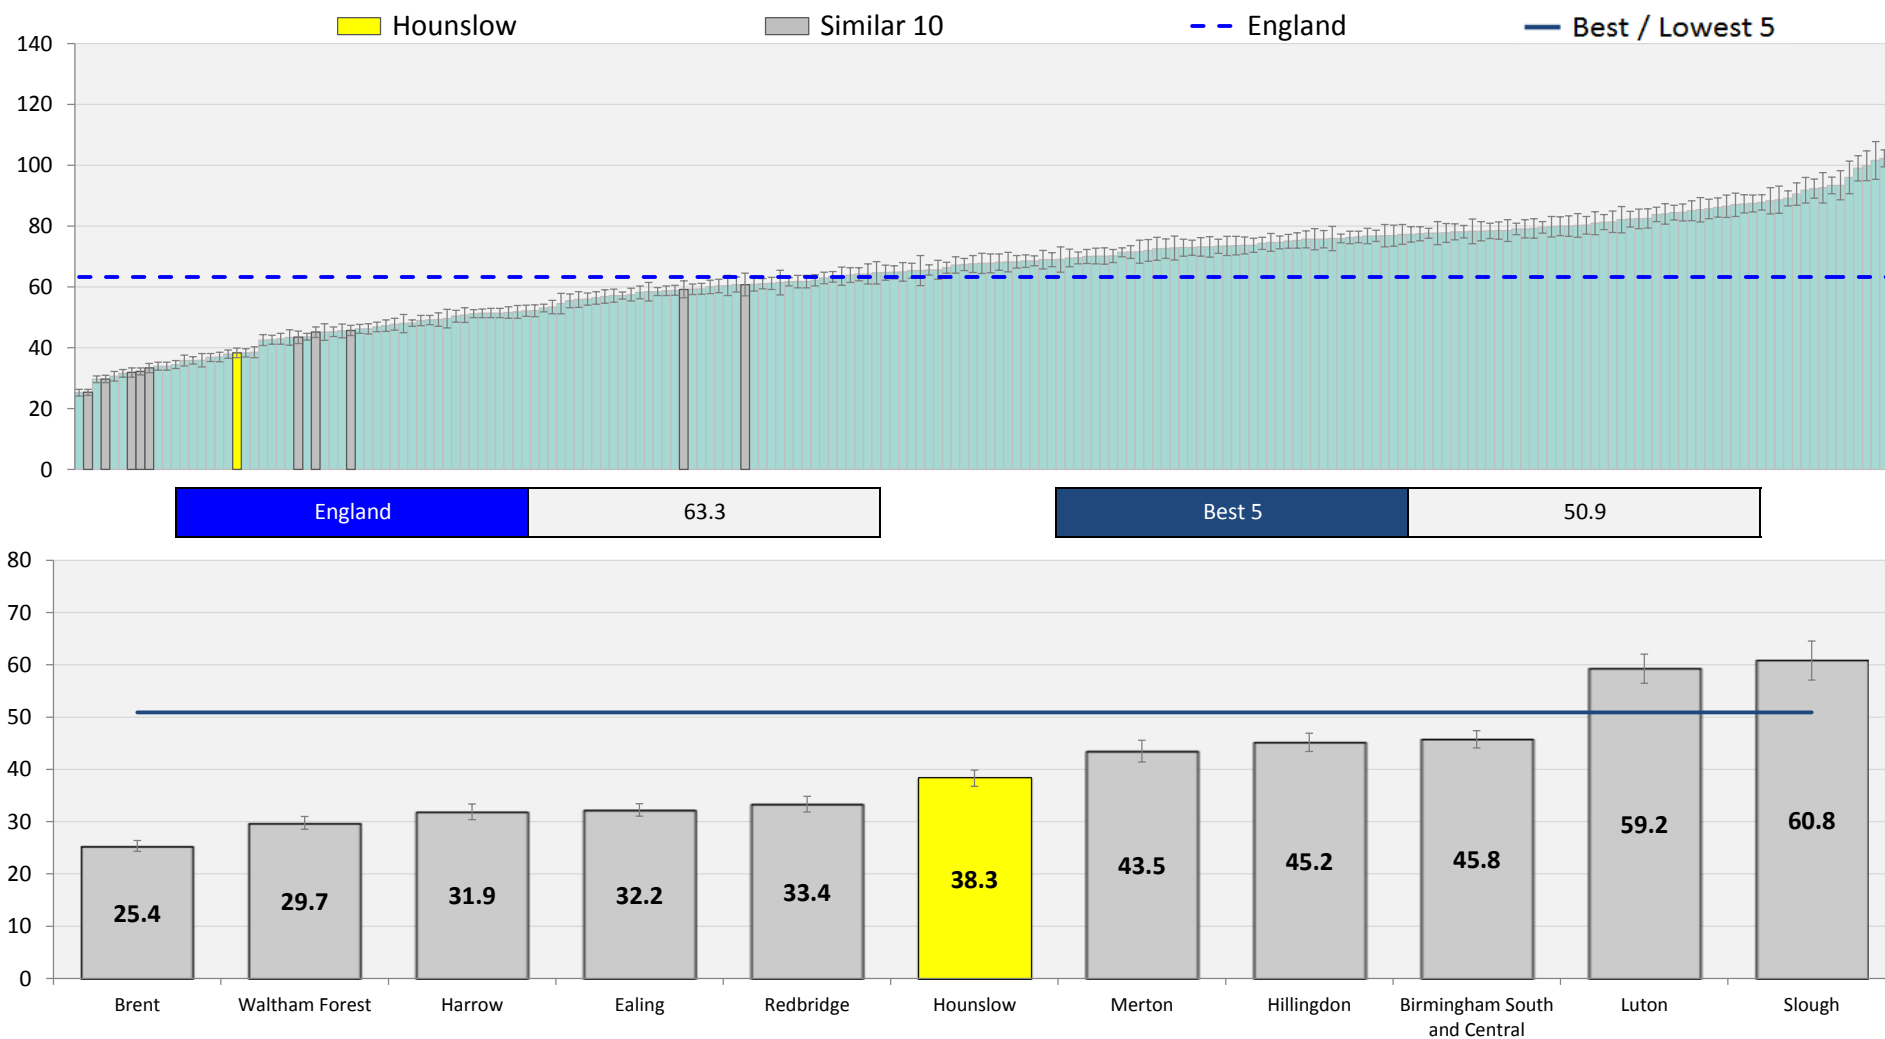 Hounslow
Similar 10
England
Best / Lowest 5
140
120
100
80
60
40
20
0
England
63.3
Best 5
50.9
80
70
60
50
40
30
20
10
0
25.4
29.7
31.9
32.2
33.4
38.3
43.5
45.2
45.8
59.2
60.8
Brent
Waltham Forest
Harrow
Ealing
Redbridge
Hounslow
Merton
Hillingdon
Birmingham South
and Central
Luton
Slough